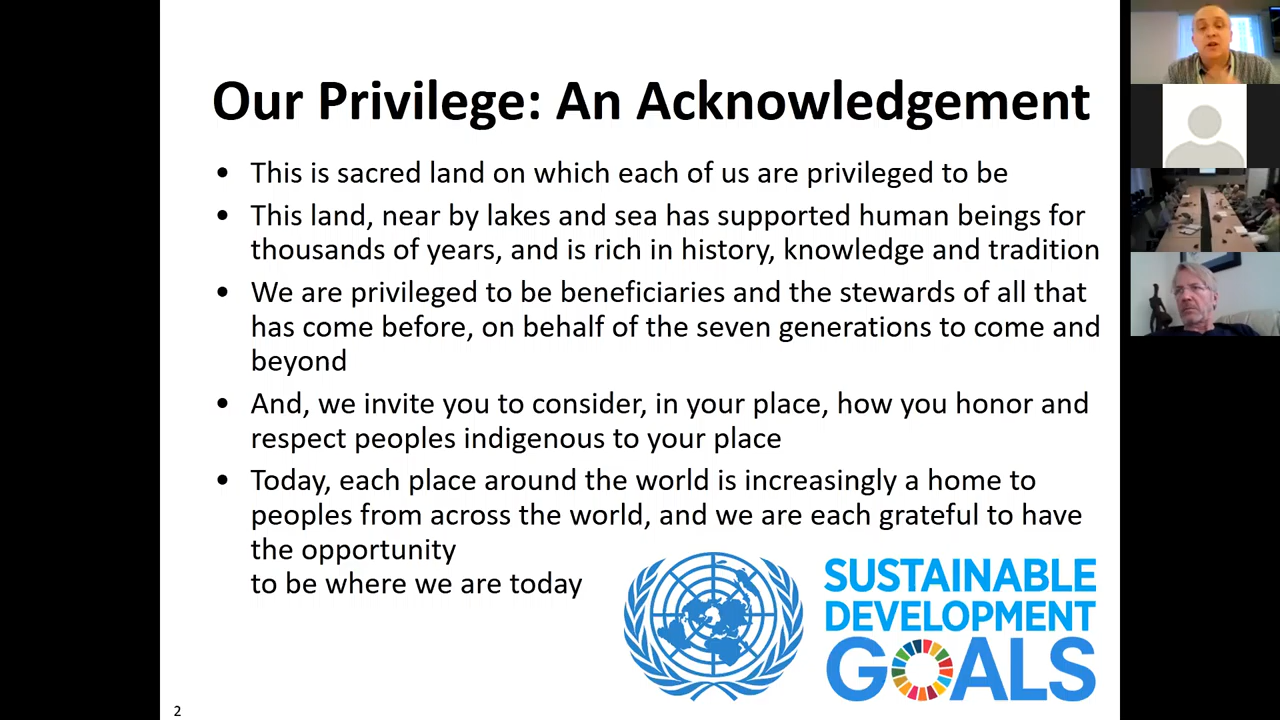 Our Privilege: An Acknowledgement
• This is sacred land on which each of us are privileged to be
• This land, near by lakes and sea has supported human beings for
thousands of years, and is rich in history, knowledge and tradition
• We are privileged to be beneficiaries and the stewards of all that
has come before, on behalf of the seven generations to come and
beyond
• And, we invite you to consider, in your place, how you honor and
respect peoples indigenous to your place
• Today, each place around the world is increasingly a home to
peoples from across the world, and we are each grateful to have
the opportunity
to be where we are today
SUSTAINABLE
DEVELOPMENT
GOALS
2